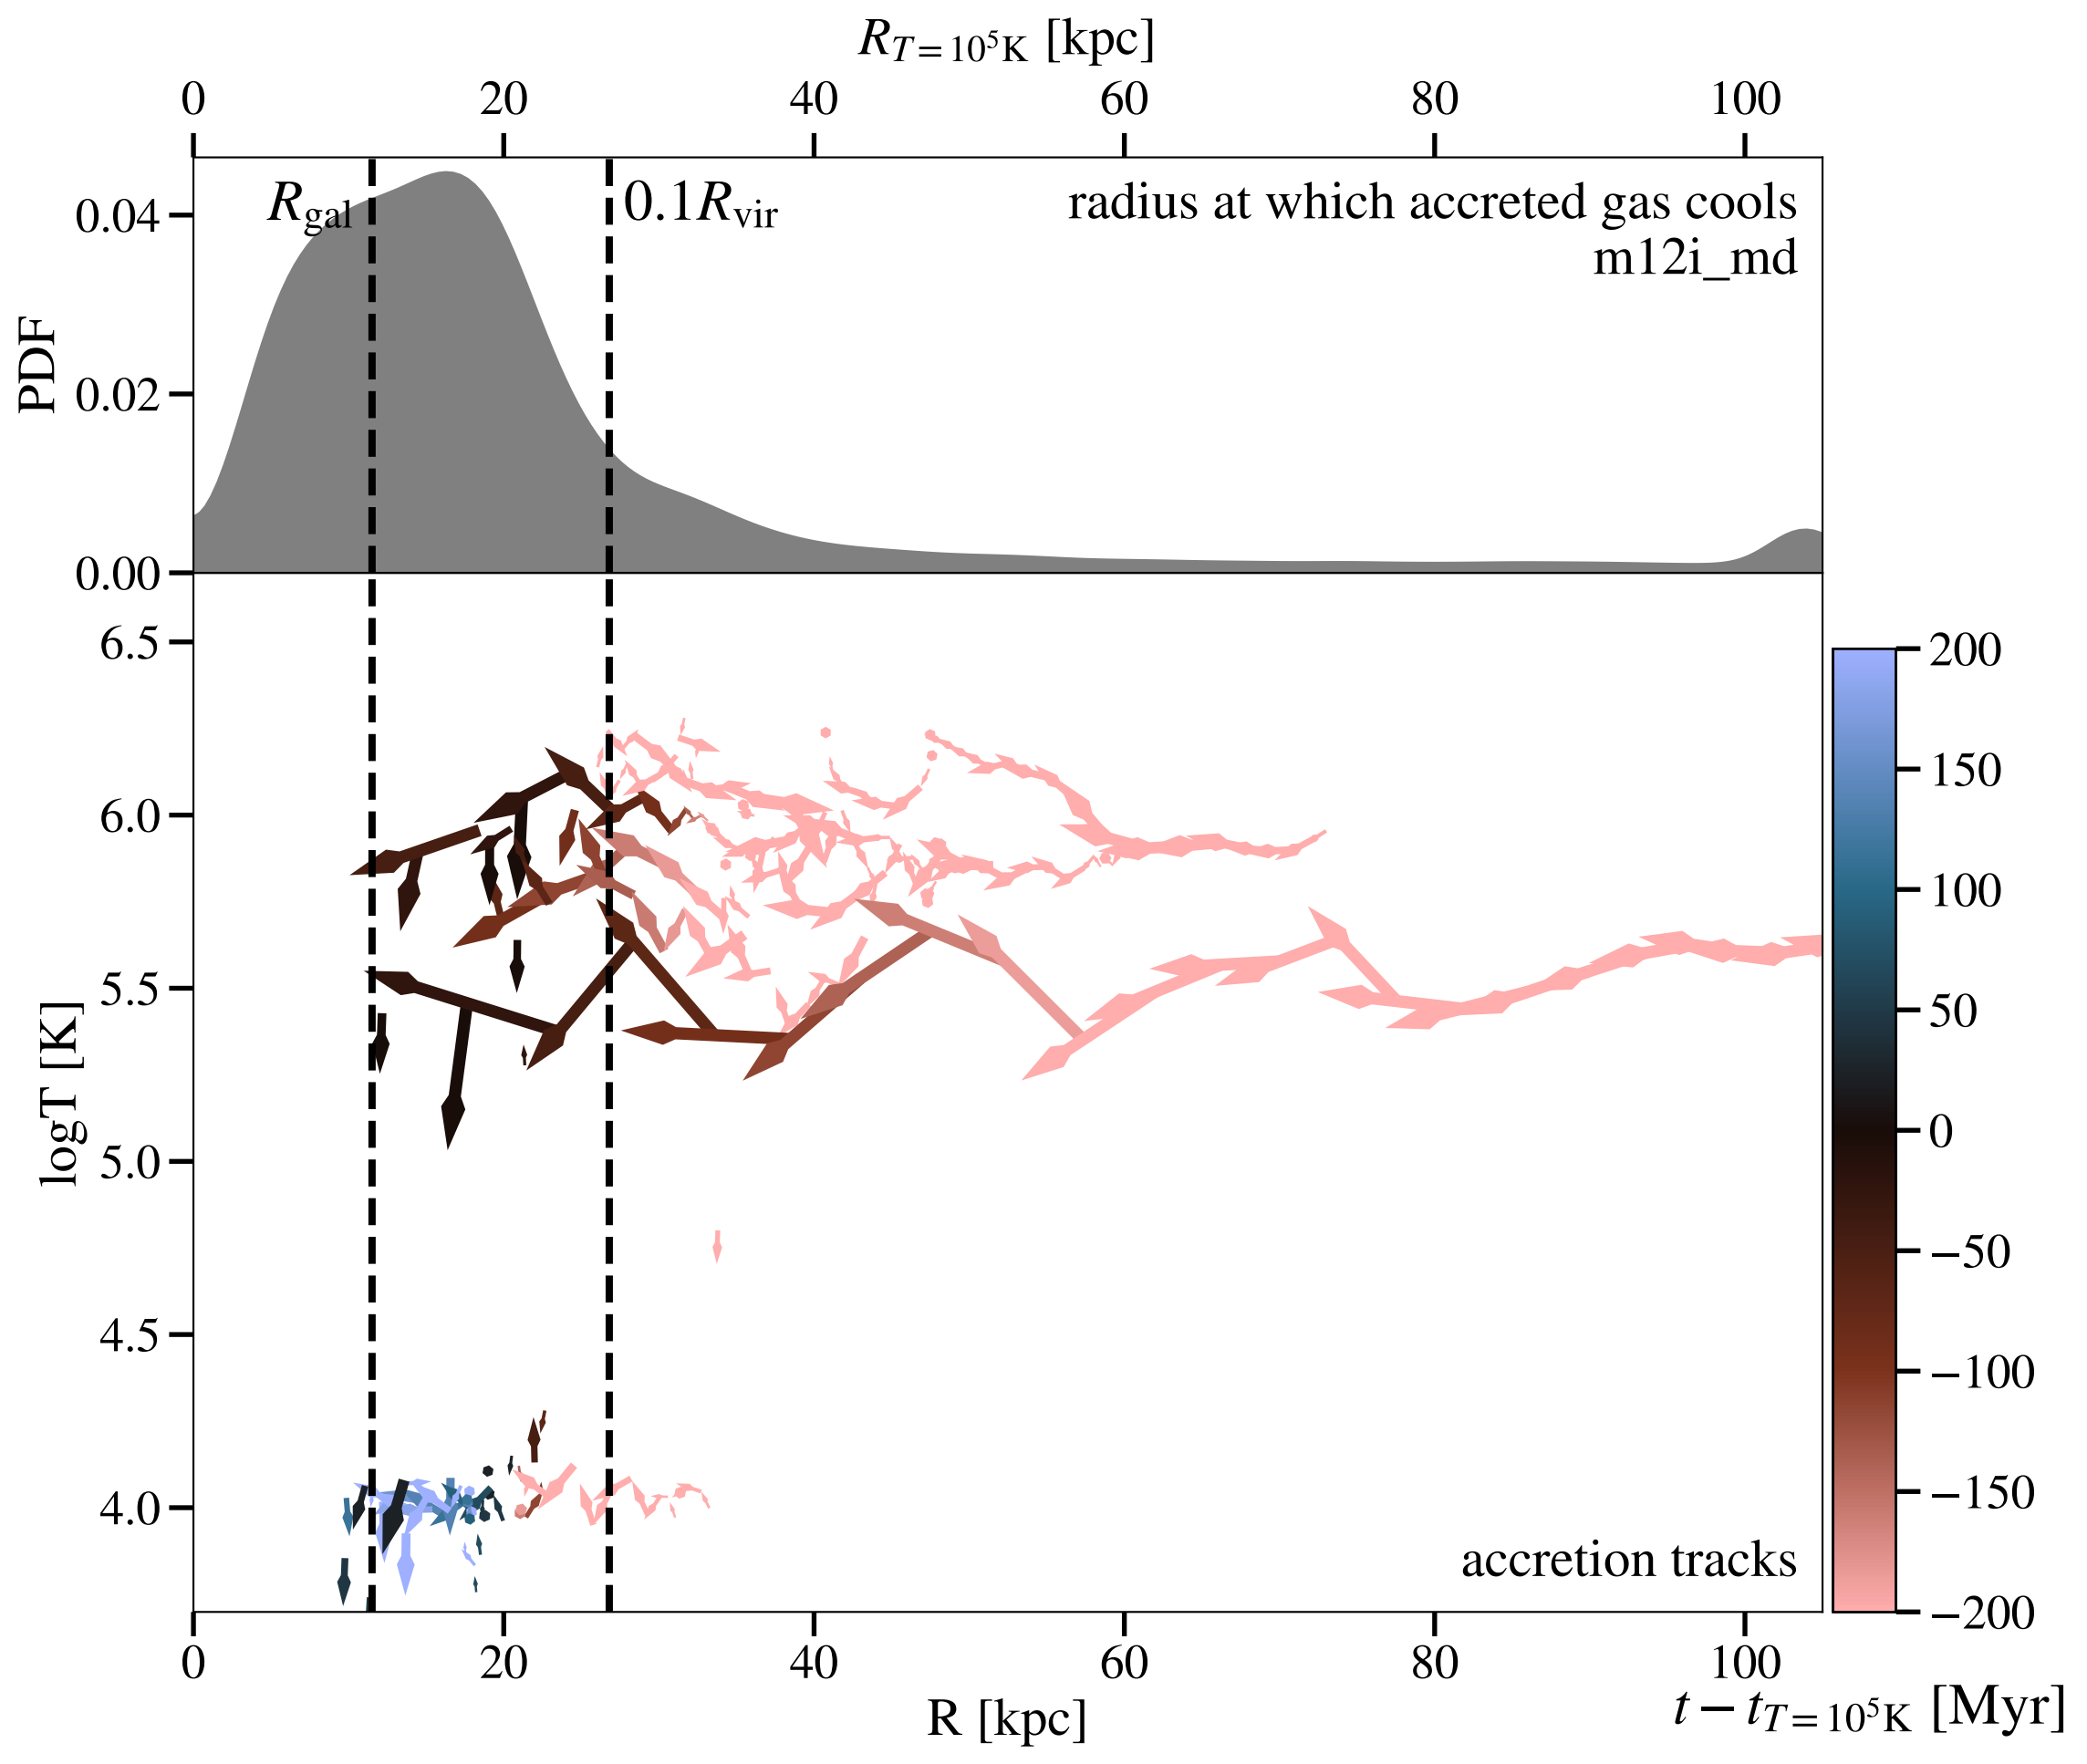 R_{T=10^5K} [kpc]
0 20 40 60 80 100
R_gal
0.1R_vir
radius at which accreted gas cools
m12i_md
PDF
0.04
0.02
0.00
logT [K]
6.5
6.0
5.5
5.0
4.5
4.0
accretion tracks
0 20 40 60 80 100
R [kpc]
200
150
100
50
0
−50
−100
−150
−200
t − t_{T=10^5K} [Myr]